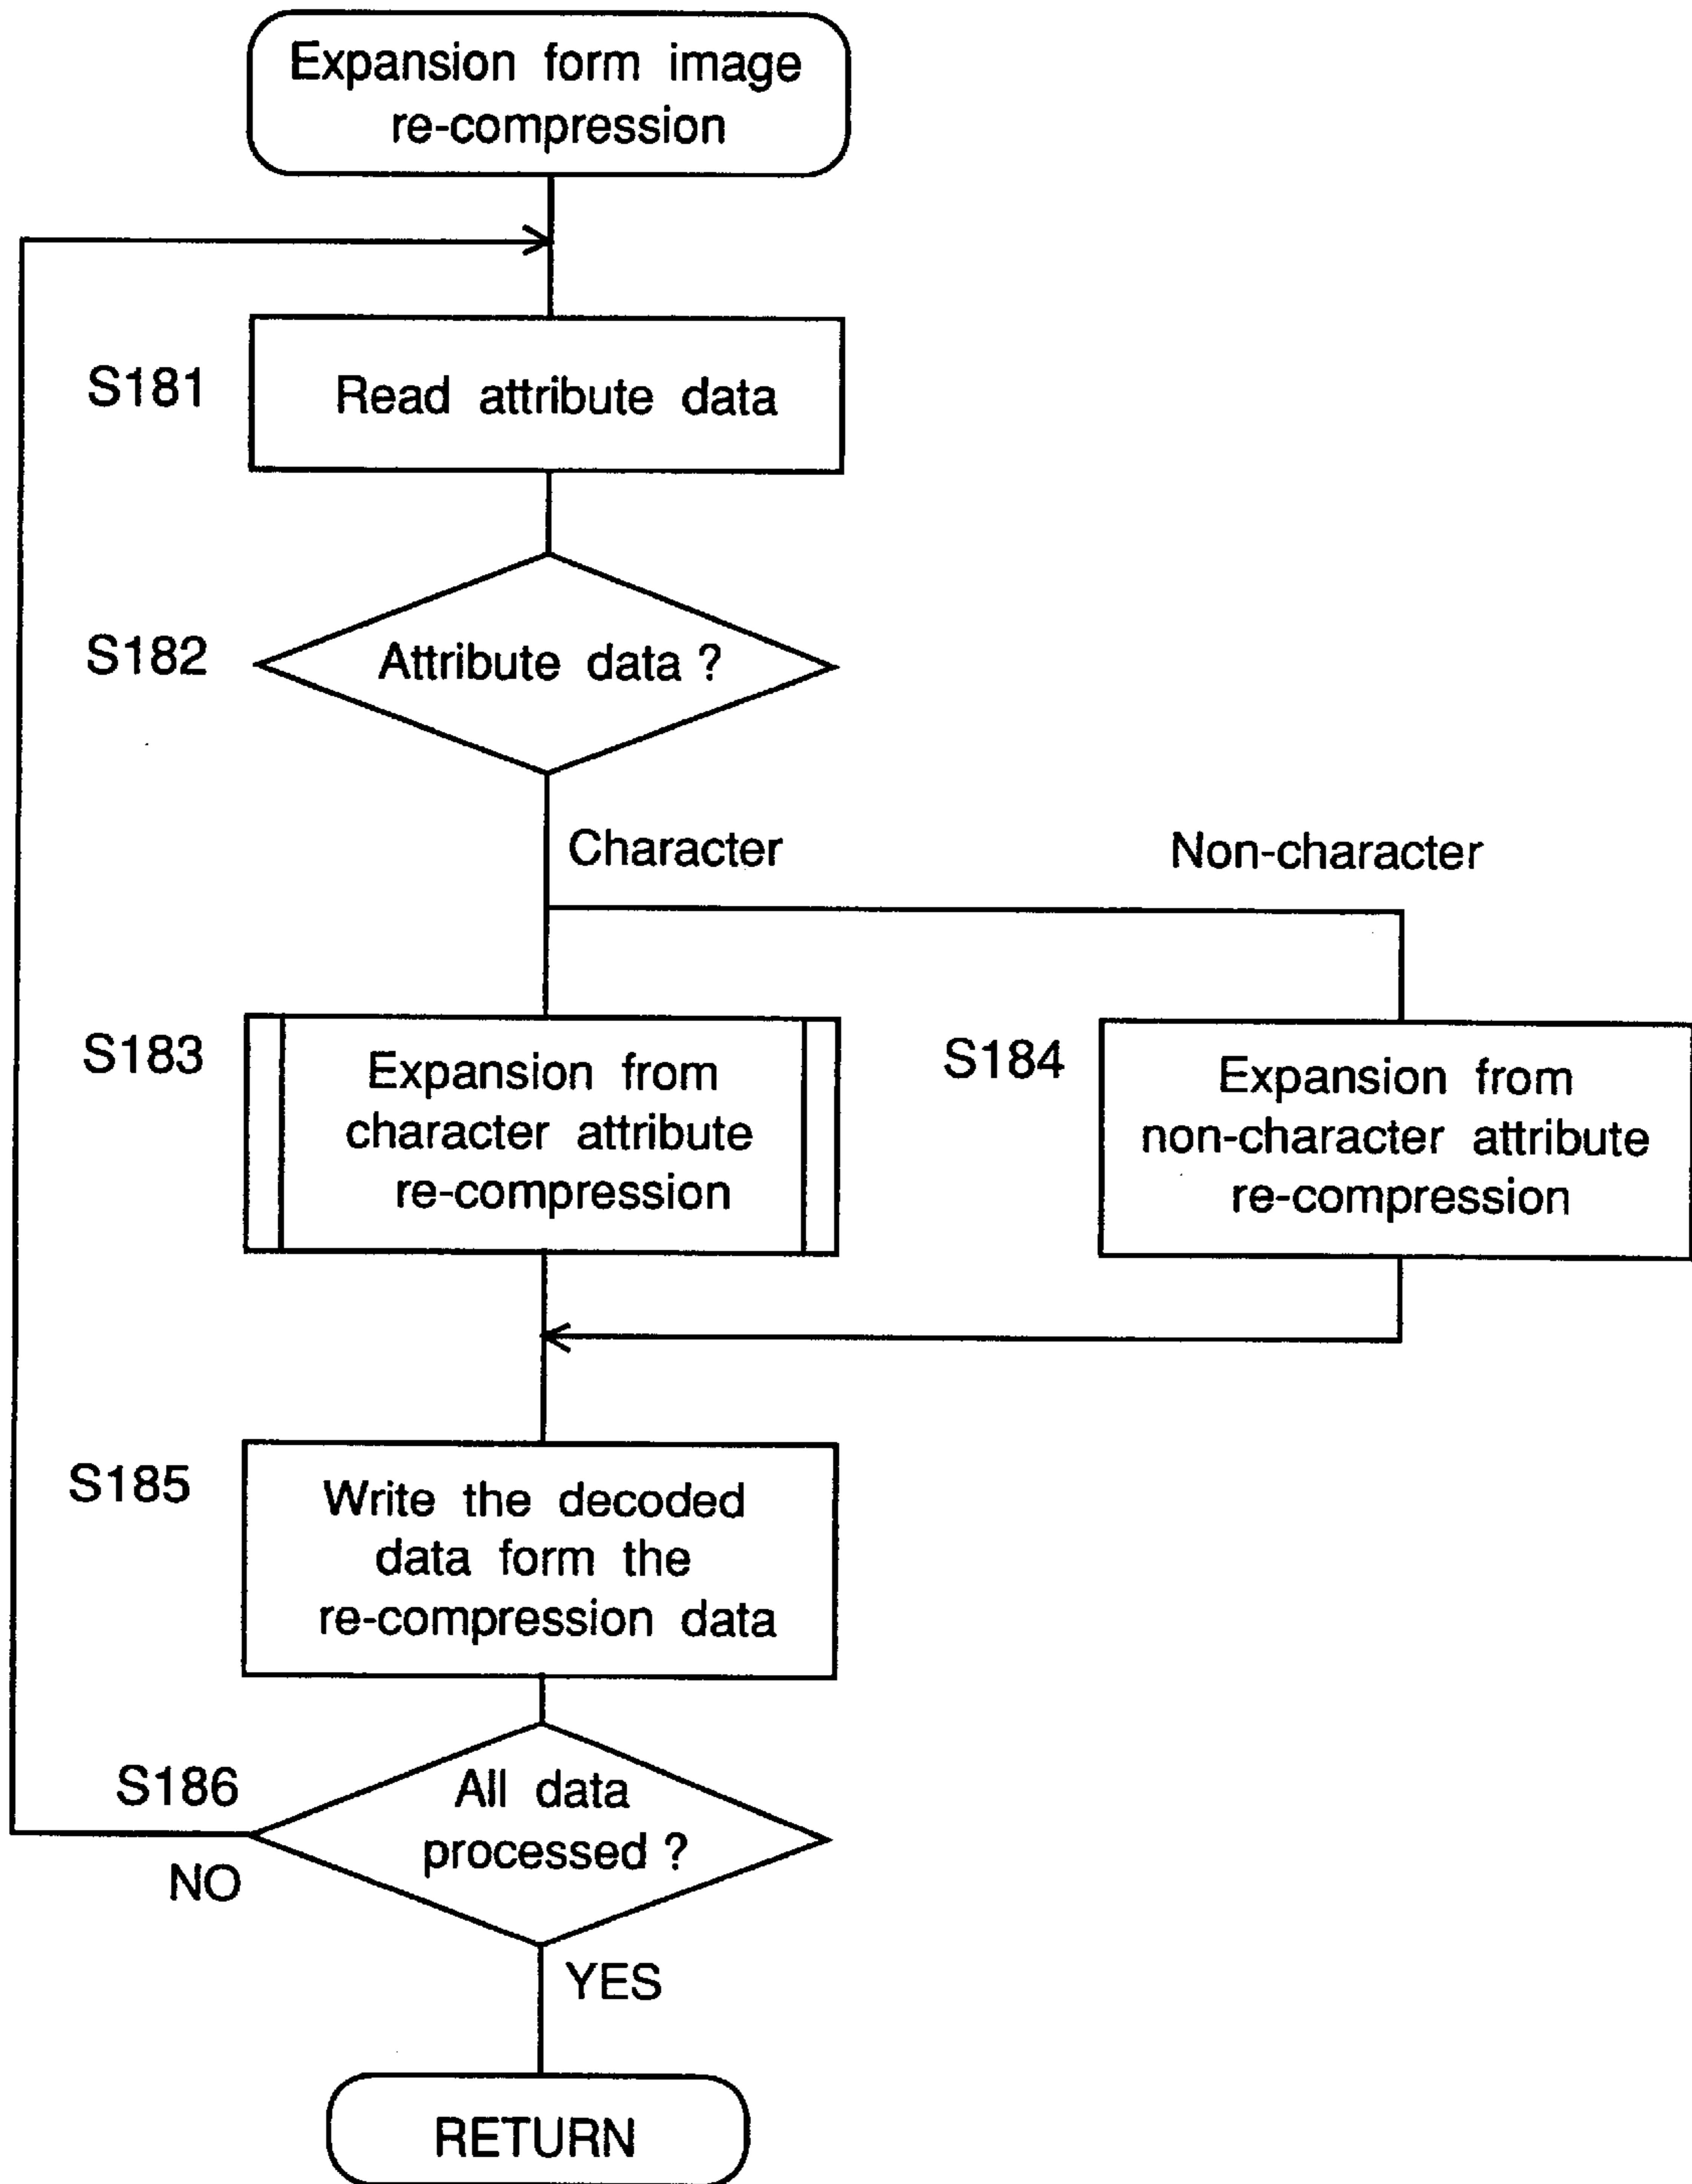 Expansion form image
re-compression
S181
Read attribute data
S182
Attribute data ?
Character
Non-character
S183
Expansion from
character attribute
re-compression
S184
Expansion from
non-character attribute
re-compression
S185
Write the decoded
data form the
re-compression data
S186
All data
processed ?
NO
YES
RETURN